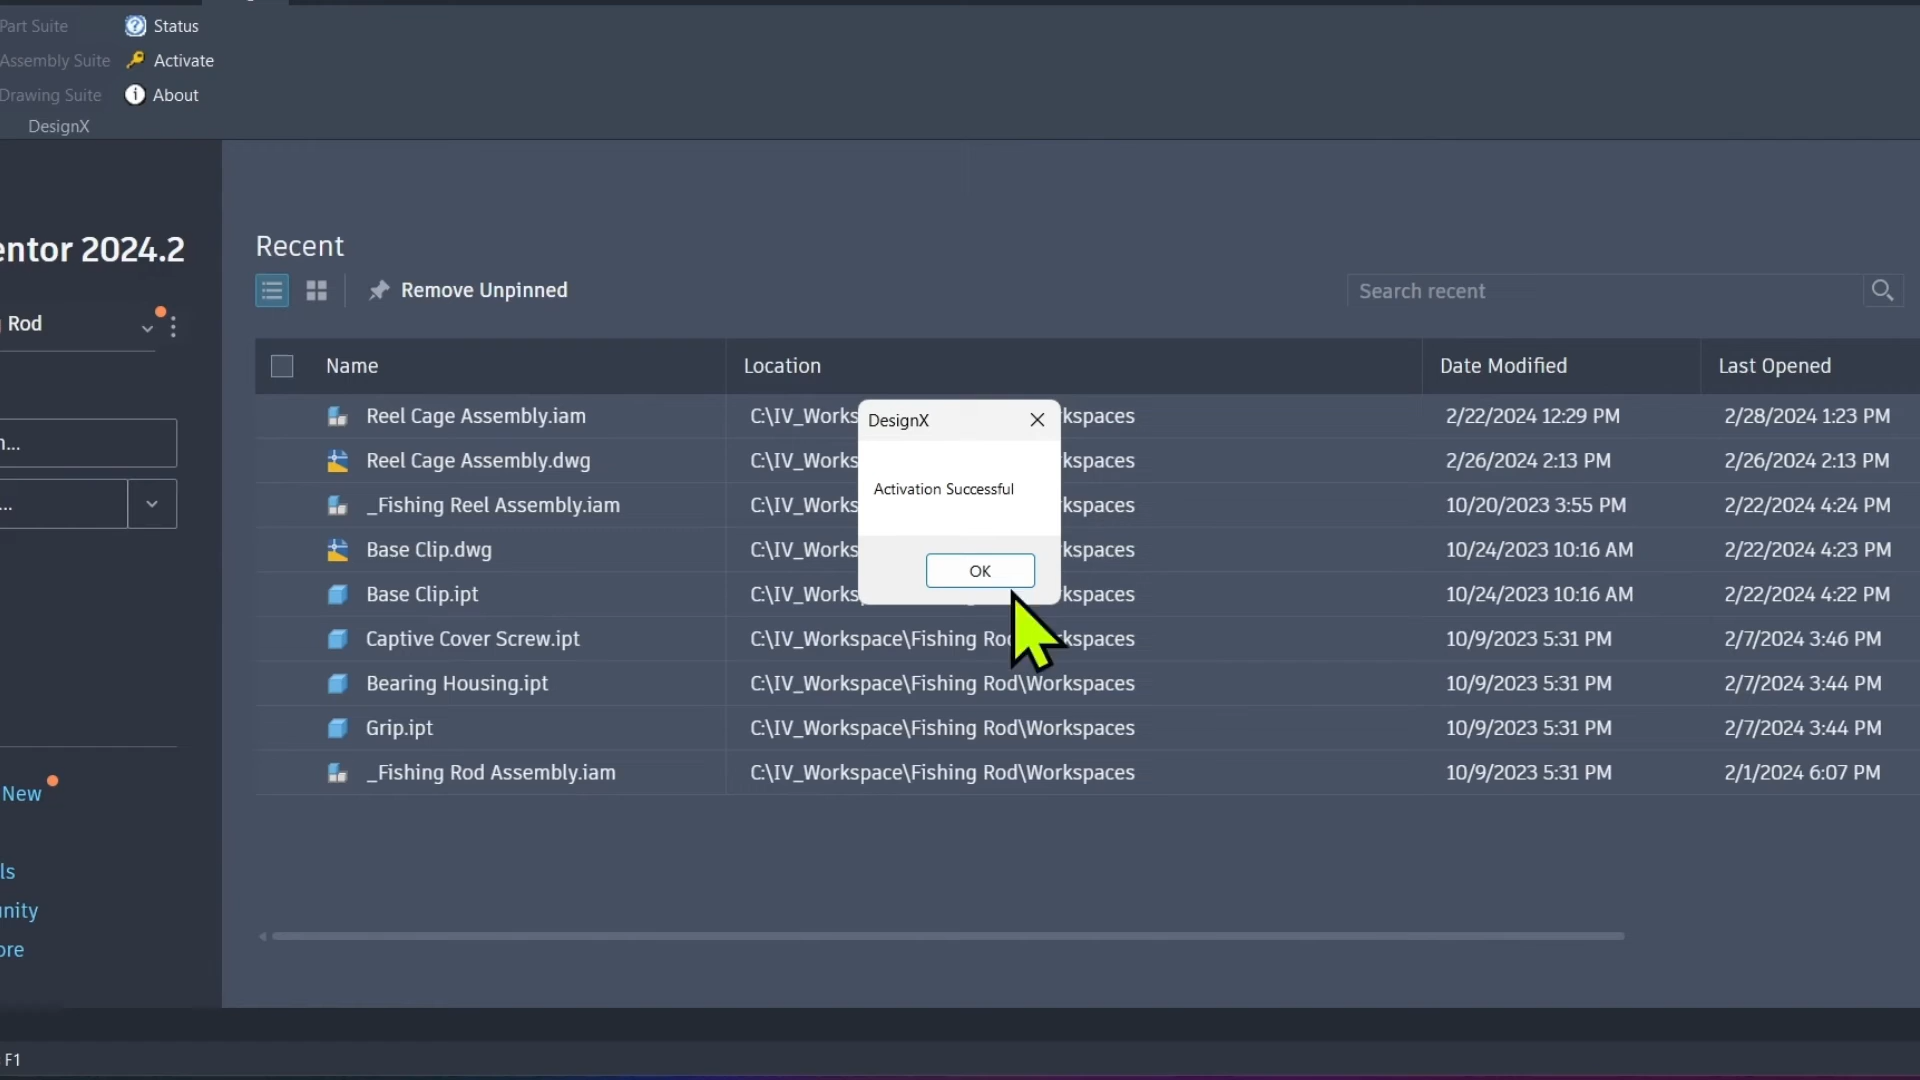 Part Suite
Status
Assembly Suite
Activate
Drawing Suite
About
DesignX
entor 2024.2
Rod
n...
...
New
ls
unity
ore
F1
Recent
Remove Unpinned
Search recent
Name Location Date Modified Last Opened
Reel Cage Assembly.iam C:\IV_Works kspaces 2/22/2024 12:29 PM 2/28/2024 1:23 PM
Reel Cage Assembly.dwg C:\IV_Works kspaces 2/26/2024 2:13 PM 2/26/2024 2:13 PM
_Fishing Reel Assembly.iam C:\IV_Works kspaces 10/20/2023 3:55 PM 2/22/2024 4:24 PM
Base Clip.dwg C:\IV_Works kspaces 10/24/2023 10:16 AM 2/22/2024 4:23 PM
Base Clip.ipt C:\IV_Works kspaces 10/24/2023 10:16 AM 2/22/2024 4:22 PM
Captive Cover Screw.ipt C:\IV_Workspace\Fishing Ro kspaces 10/9/2023 5:31 PM 2/7/2024 3:46 PM
Bearing Housing.ipt C:\IV_Workspace\Fishing Rod\Workspaces 10/9/2023 5:31 PM 2/7/2024 3:44 PM
Grip.ipt C:\IV_Workspace\Fishing Rod\Workspaces 10/9/2023 5:31 PM 2/7/2024 3:44 PM
_Fishing Rod Assembly.iam C:\IV_Workspace\Fishing Rod\Workspaces 10/9/2023 5:31 PM 2/1/2024 6:07 PM
DesignX
Activation Successful
OK